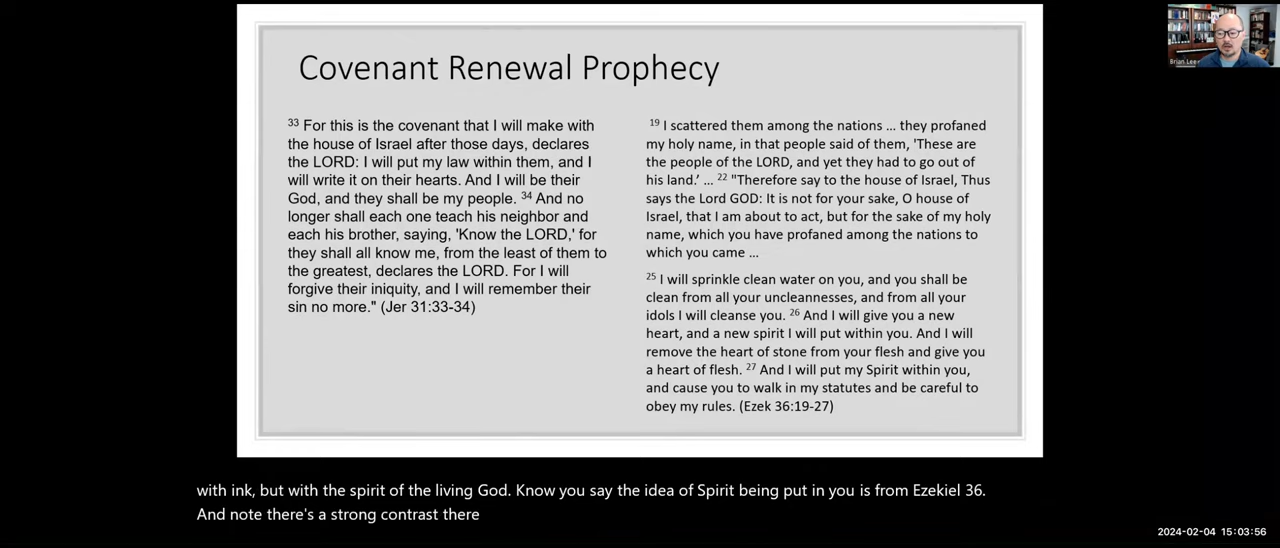 Covenant Renewal Prophecy
33 For this is the covenant that I will make with
the house of Israel after those days, declares
the LORD: I will put my law within them, and I
will write it on their hearts. And I will be their
God, and they shall be my people. 34 And no
longer shall each one teach his neighbor and
each his brother, saying, 'Know the LORD,' for
they shall all know me, from the least of them to
the greatest, declares the LORD. For I will
forgive their iniquity, and I will remember their
sin no more." (Jer 31:33-34)
19 I scattered them among the nations ... they profaned
my holy name, in that people said of them, 'These are
the people of the LORD, and yet they had to go out of
his land.' ... 22 "Therefore say to the house of Israel, Thus
says the Lord GOD: It is not for your sake, O house of
Israel, that I am about to act, but for the sake of my holy
name, which you have profaned among the nations to
which you came ...
25 I will sprinkle clean water on you, and you shall be
clean from all your uncleannesses, and from all your
idols I will cleanse you. 26 And I will give you a new
heart, and a new spirit I will put within you. And I will
remove the heart of stone from your flesh and give you
a heart of flesh. 27 And I will put my Spirit within you,
and cause you to walk in my statutes and be careful to
obey my rules. (Ezek 36:19-27)
Brian Lee
with ink, but with the spirit of the living God. Know you say the idea of Spirit being put in you is from Ezekiel 36.
And note there's a strong contrast there
2024-02-04 15:03:56